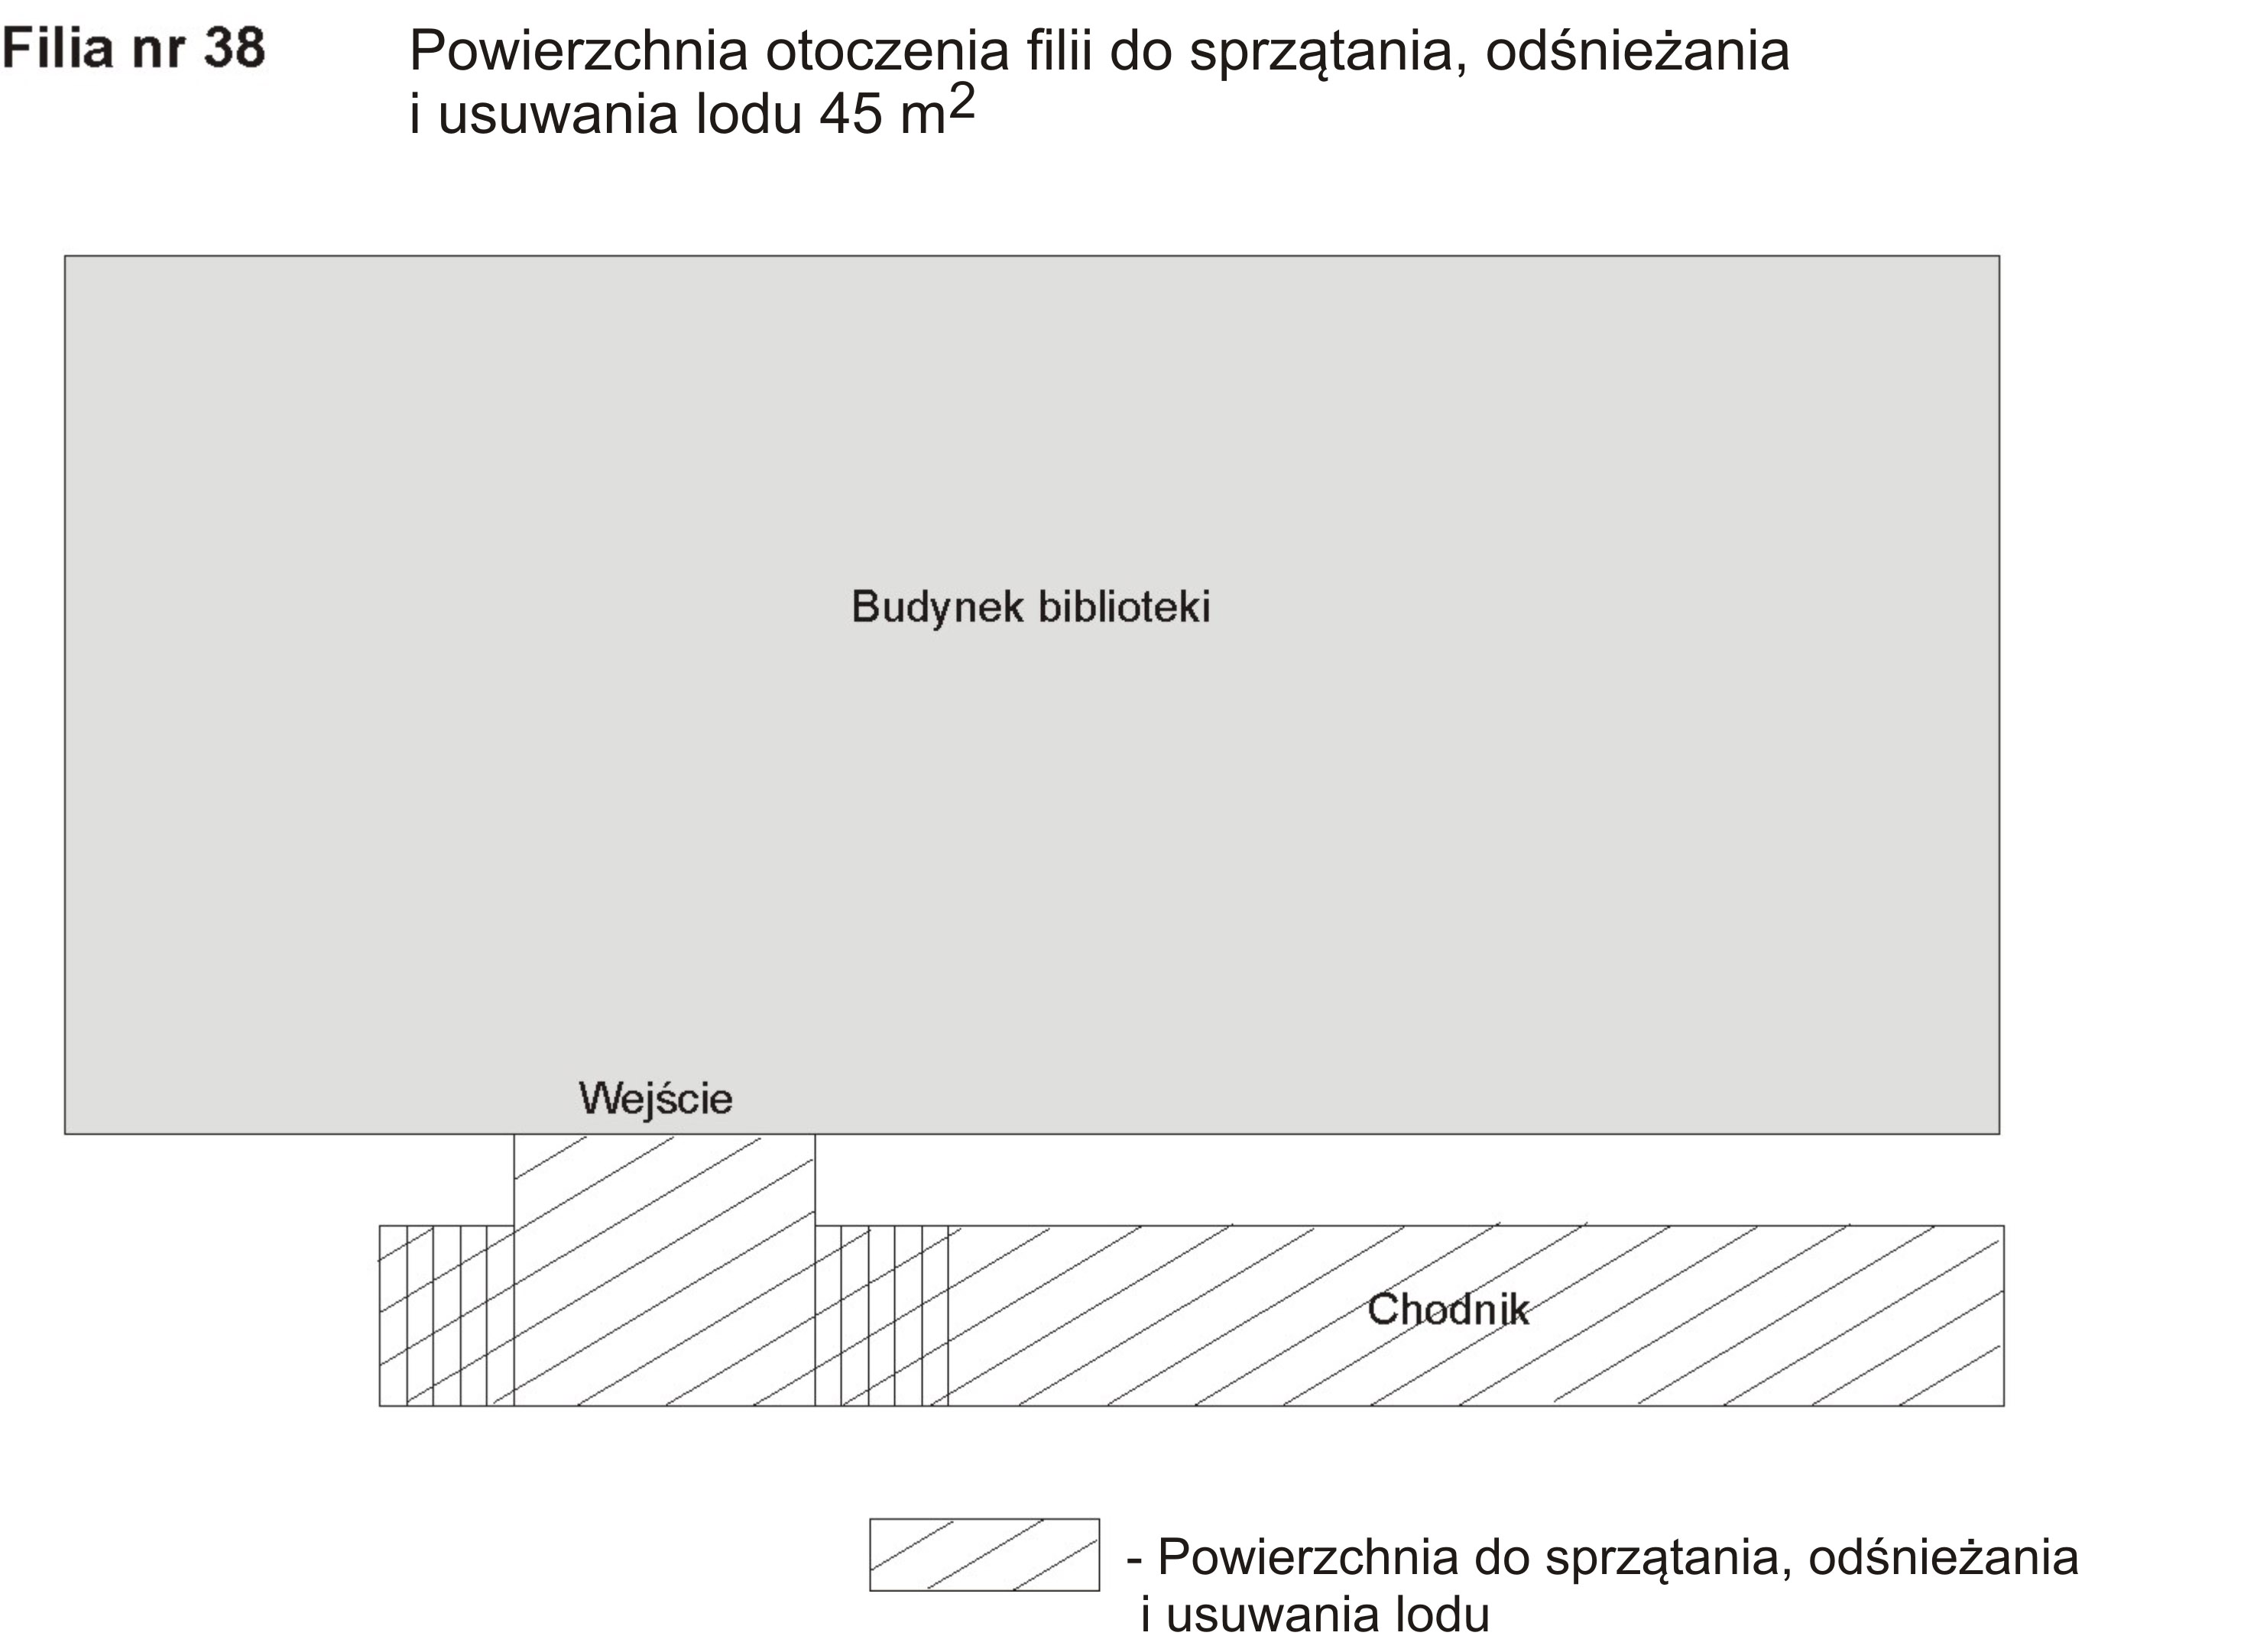 Filia nr 38
Powierzchnia otoczenia filii do sprzątania, odśnieżania
i usuwania lodu 45 m²
Budynek biblioteki
Wejście
Chodnik
- Powierzchnia do sprzątania, odśnieżania
i usuwania lodu